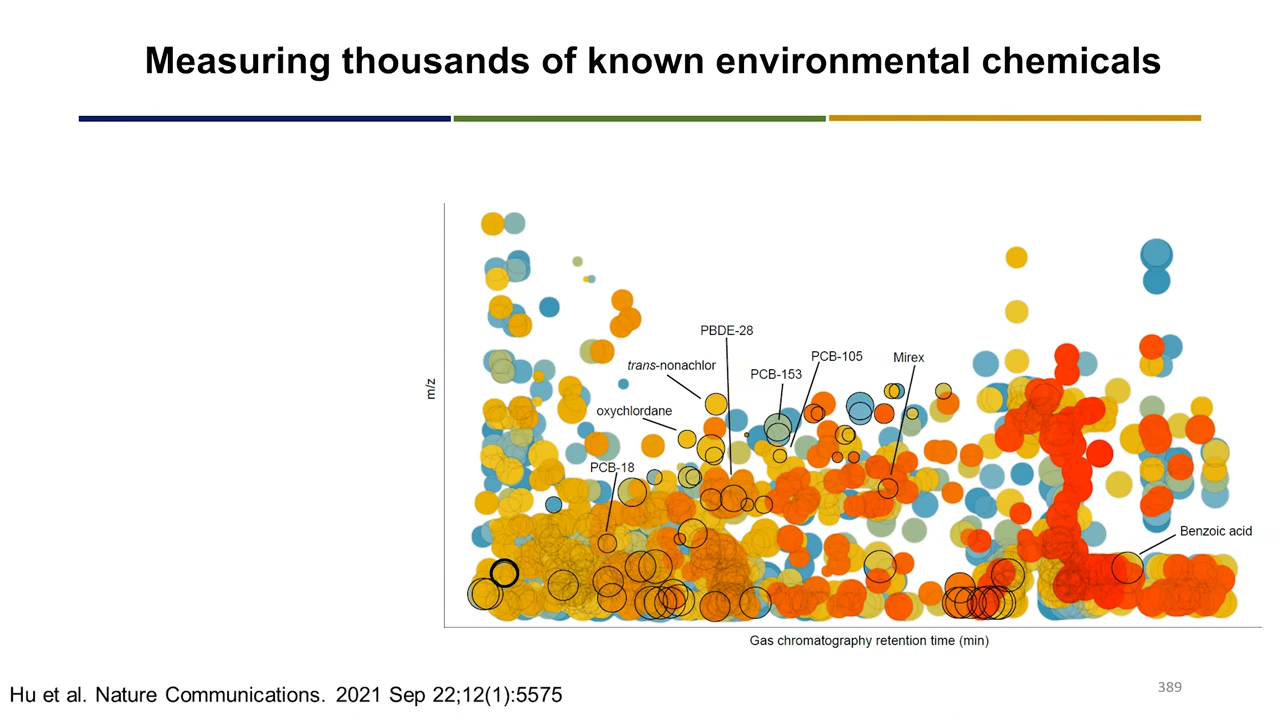 Measuring thousands of known environmental chemicals
PBDE-28
trans-nonachlor
PCB-105
Mirex
PCB-153
oxychlordane
PCB-18
m/z
Benzoic acid
Gas chromatography retention time (min)
Hu et al. Nature Communications. 2021 Sep 22;12(1):5575
389